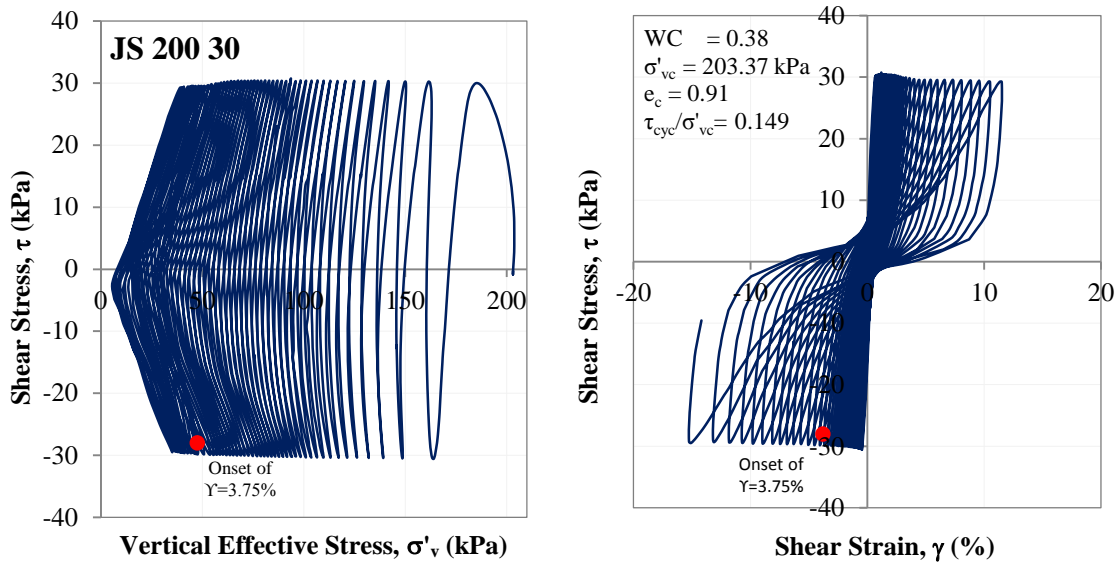 JS 200 30
40
30
20
10
0
-10
-20
-30
-40
0
50
100
150
200
Shear Stress, τ (kPa)
Vertical Effective Stress, σ'v (kPa)
Onset of
ϒ=3.75%
WC = 0.38
σ'vc = 203.37 kPa
ec = 0.91
τcyc/σ'vc= 0.149
40
30
20
10
0
-10
-20
-30
-40
-20
-10
0
10
20
Shear Stress, τ (kPa)
Shear Strain, γ (%)
Onset of
ϒ=3.75%